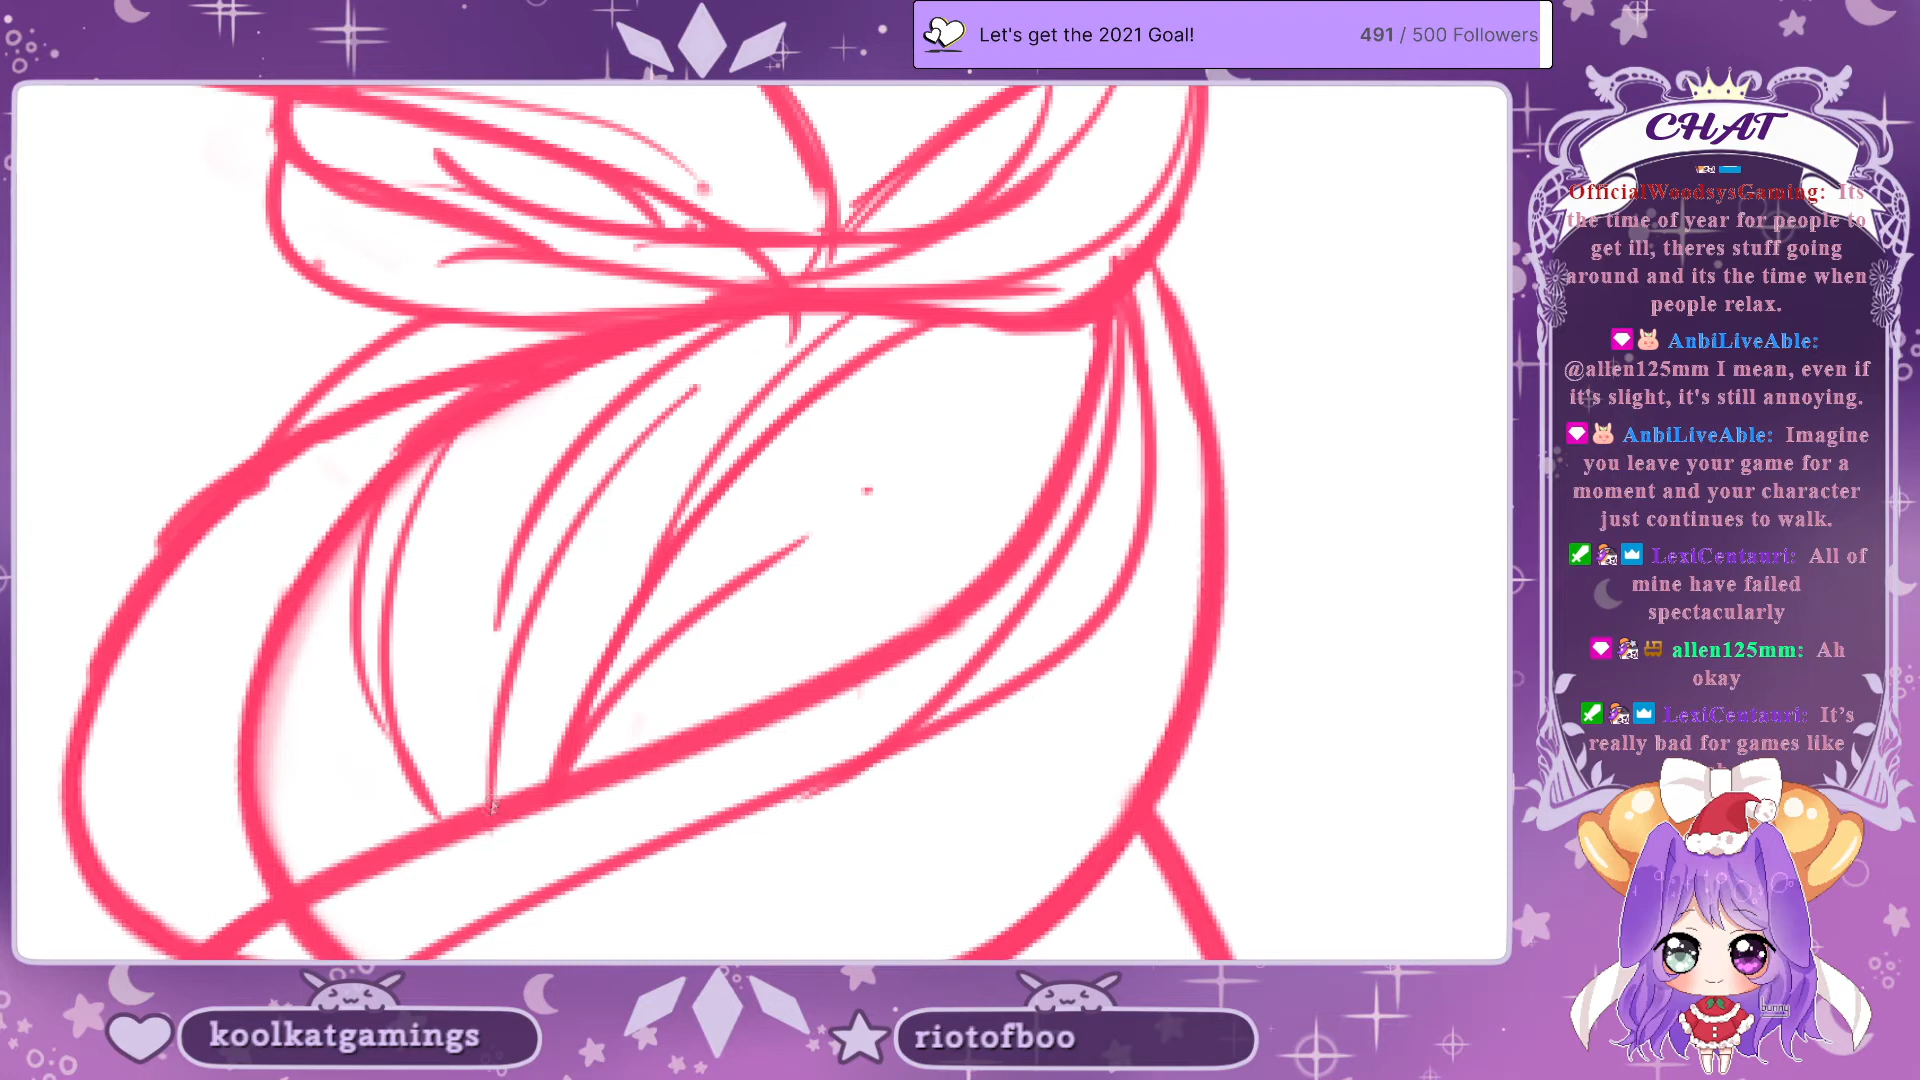 Let's get the 2021 Goal!
491 / 500 Followers
CHAT
OfficialWoodsysGaming: Its
the time of year for people to
get ill, theres stuff going
around and its the time when
people relax.
AnbiLiveAble:
@allen125mm I mean, even if
it's slight, it's still annoying.
AnbiLiveAble: Imagine
you leave your game for a
moment and your character
just continues to walk.
LexiCentauri: All of
mine have failed
spectacularly
allen125mm: Ah
okay
LexiCentauri: It's
really bad for games like
bunny
koolkatgamings
riotofboo